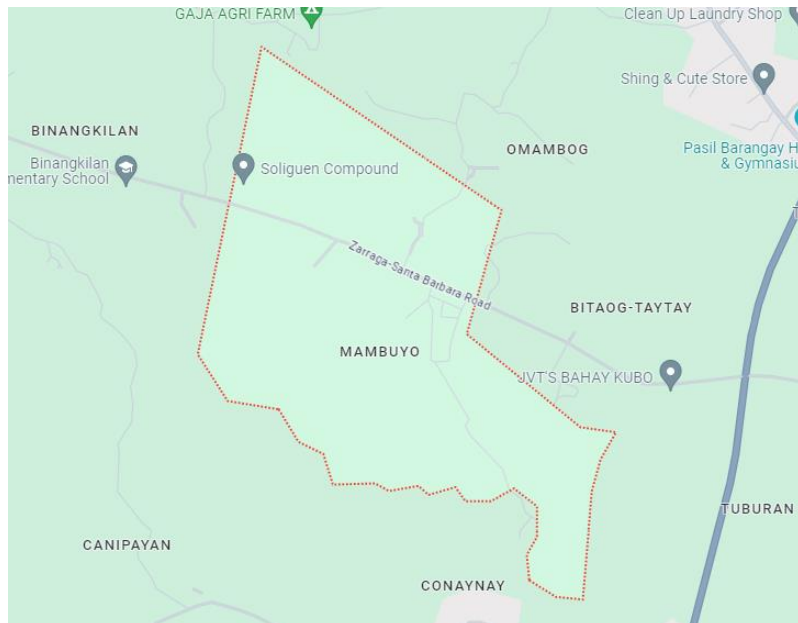 GAJA AGRI FARM
Clean Up Laundry Shop
Shing & Cute Store
BINANGKILAN
OMAMBOG
Pasil Barangay H
& Gymnasiu
Binangkilan
mentary School
Soliguen Compound
Zarraga-Santa Barbara Road
BITAOG-TAYTAY
MAMBUYO
JVT'S BAHAY KUBO
TUBURAN
CANIPAYAN
CONAYNAY